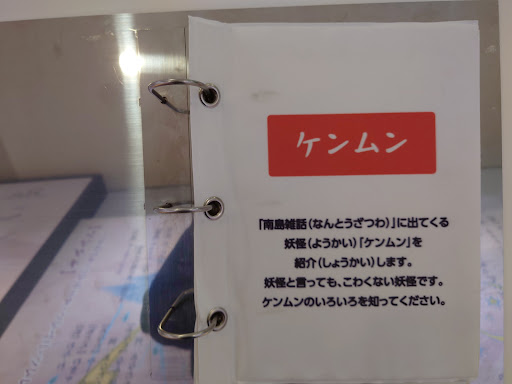 ケンムン
「南島雑話(なんとうざつわ)」に出てくる
妖怪(ようかい)「ケンムン」を
紹介(しょうかい)します。
妖怪と言っても、こわくない妖怪です。
ケンムンのいろいろを知ってください。